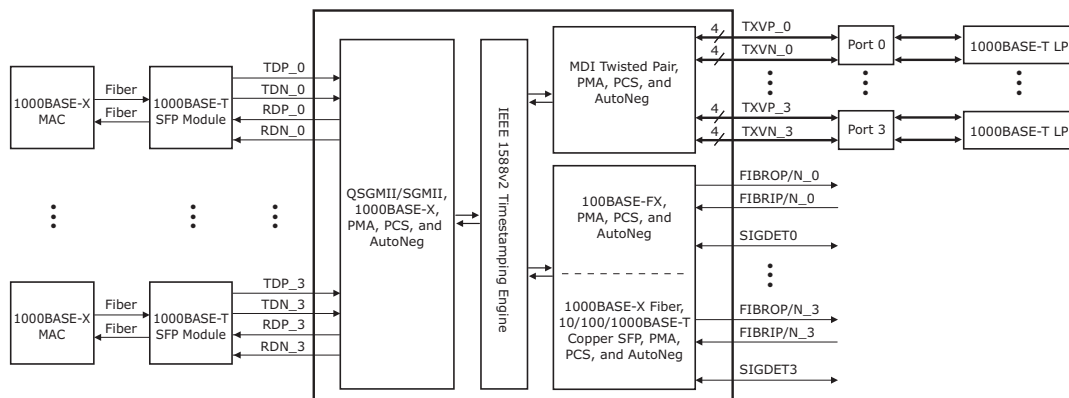 1000BASE-X
MAC
Fiber
Fiber
1000BASE-T
SFP Module
TDP_0
TDN_0
RDP_0
RDN_0
1000BASE-X
MAC
Fiber
Fiber
1000BASE-T
SFP Module
TDP_3
TDN_3
RDP_3
RDN_3
QSGMII/SGMII,
1000BASE-X,
PMA, PCS, and
AutoNeg
IEEE 1588v2 Timestamping Engine
MDI Twisted Pair,
PMA, PCS, and
AutoNeg
4
TXVP_0
4
TXVN_0
4
TXVP_3
4
TXVN_3
Port 0
1000BASE-T LP
Port 3
1000BASE-T LP
100BASE-FX,
PMA, PCS, and
AutoNeg
1000BASE-X Fiber,
10/100/1000BASE-T
Copper SFP, PMA,
PCS, and AutoNeg
FIBROP/N_0
FIBRIP/N_0
SIGDET0
FIBROP/N_3
FIBRIP/N_3
SIGDET3